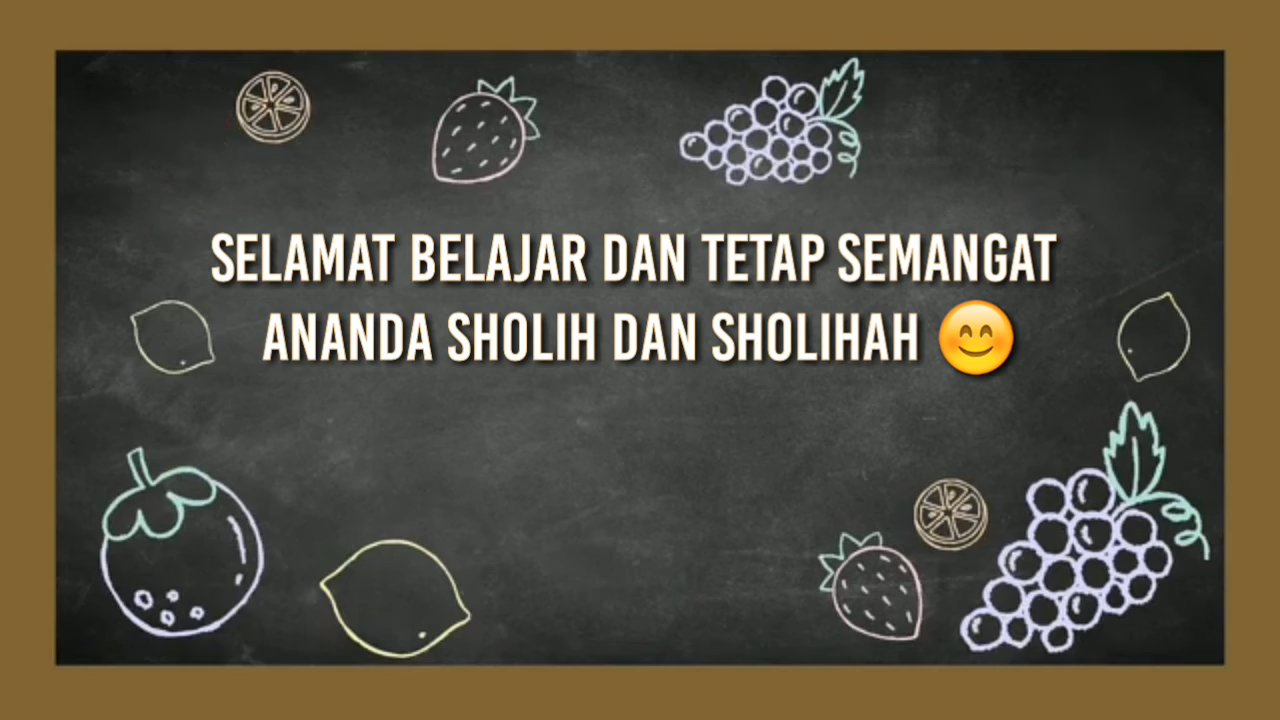 SELAMAT BELAJAR DAN TETAP SEMANGAT
ANANDA SHOLIH DAN SHOLIHAH 😊